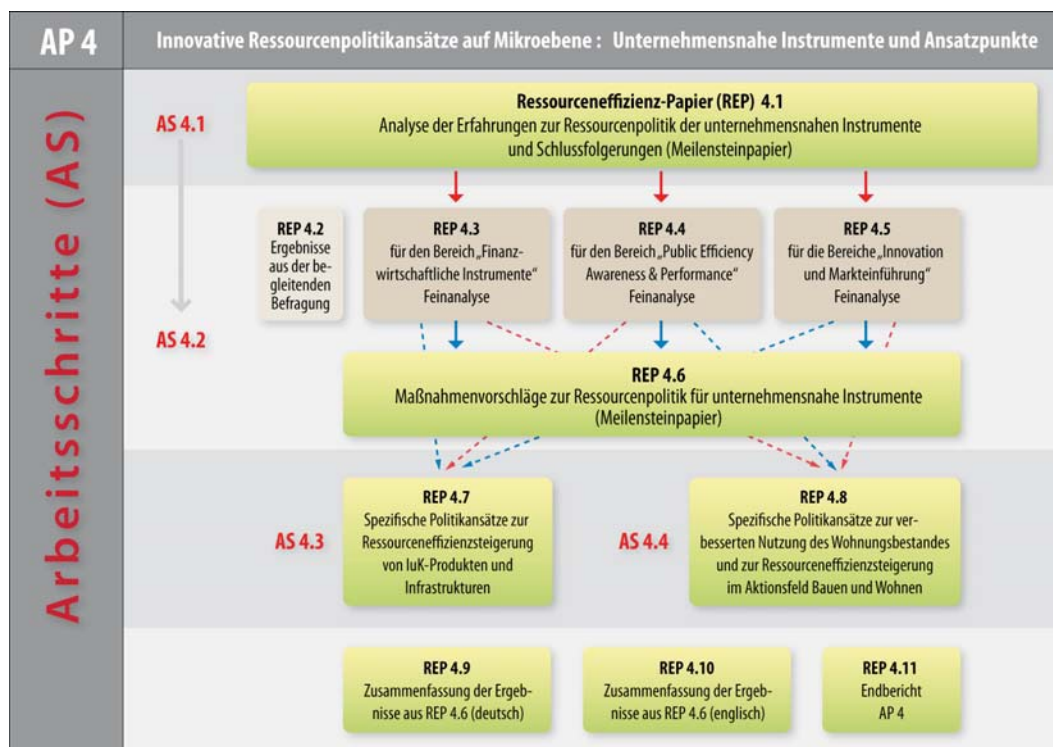 AP 4
Innovative Ressourcenpolitikansätze auf Mikroebene : Unternehmensnahe Instrumente und Ansatzpunkte
Arbeitsschritte (AS)
AS 4.1
Ressourceneffizienz-Papier (REP) 4.1
Analyse der Erfahrungen zur Ressourcenpolitik der unternehmensnahen Instrumente
und Schlussfolgerungen (Meilensteinpapier)
REP 4.2
Ergebnisse
aus der be-
gleitenden
Befragung
REP 4.3
für den Bereich „Finanz-
wirtschaftliche Instrumente“
Feinanalyse
REP 4.4
für den Bereich „Public Efficiency
Awareness & Performance“
Feinanalyse
REP 4.5
für die Bereiche „Innovation
und Markteinführung“
Feinanalyse
AS 4.2
REP 4.6
Maßnahmenvorschläge zur Ressourcenpolitik für unternehmensnahe Instrumente
(Meilensteinpapier)
AS 4.3
REP 4.7
Spezifische Politikansätze zur
Ressourceneffizienzsteigerung
von IuK-Produkten und
Infrastrukturen
AS 4.4
REP 4.8
Spezifische Politikansätze zur ver-
besserten Nutzung des Wohnungsbestandes
und zur Ressourceneffizienzsteigerung
im Aktionsfeld Bauen und Wohnen
REP 4.9
Zusammenfassung der Ergeb-
nisse aus REP 4.6 (deutsch)
REP 4.10
Zusammenfassung der Ergeb-
nisse aus REP 4.6 (englisch)
REP 4.11
Endbericht
AP 4